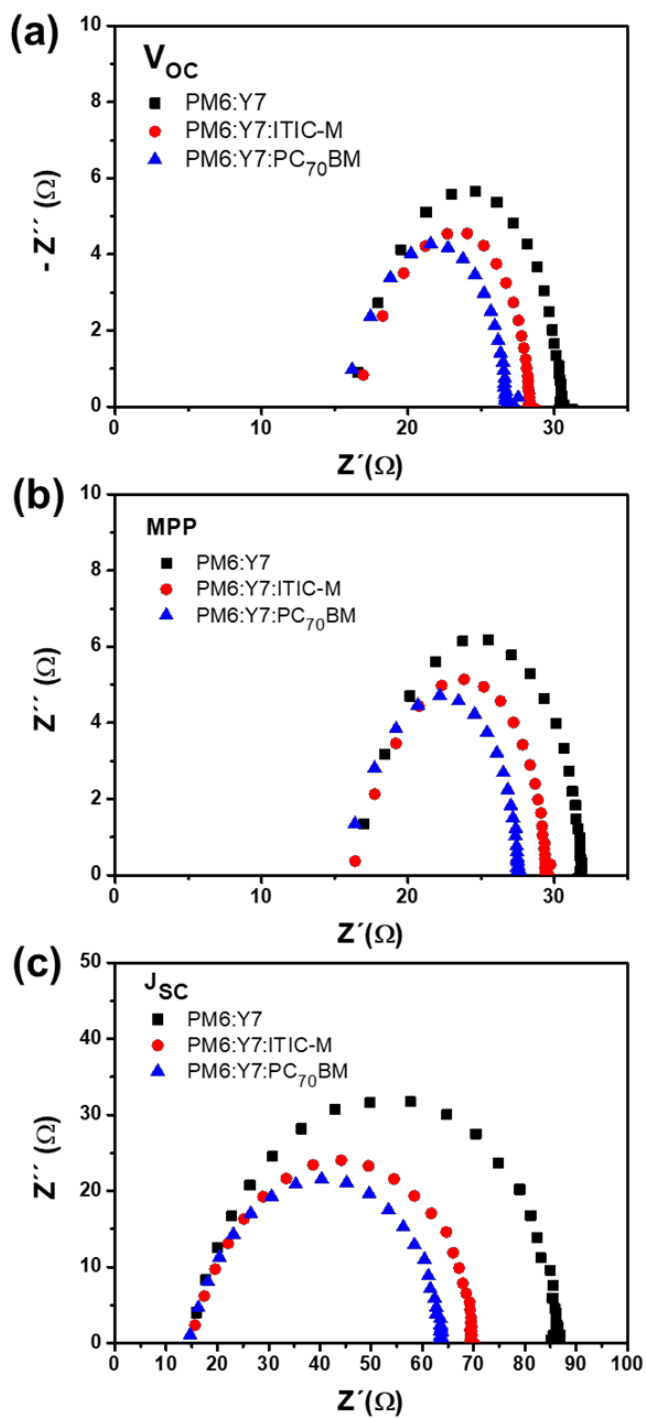 (a)
10
8
6
4
2
0
- Z´´ (Ω)
V_OC
PM6:Y7
PM6:Y7:ITIC-M
PM6:Y7:PC₇₀BM
0 10 20 30
Z´(Ω)
(b)
10
8
6
4
2
0
Z´´ (Ω)
MPP
PM6:Y7
PM6:Y7:ITIC-M
PM6:Y7:PC₇₀BM
0 10 20 30
Z´(Ω)
(c)
50
40
30
20
10
0
Z´´ (Ω)
J_SC
PM6:Y7
PM6:Y7:ITIC-M
PM6:Y7:PC₇₀BM
0 10 20 30 40 50 60 70 80 90 100
Z´(Ω)